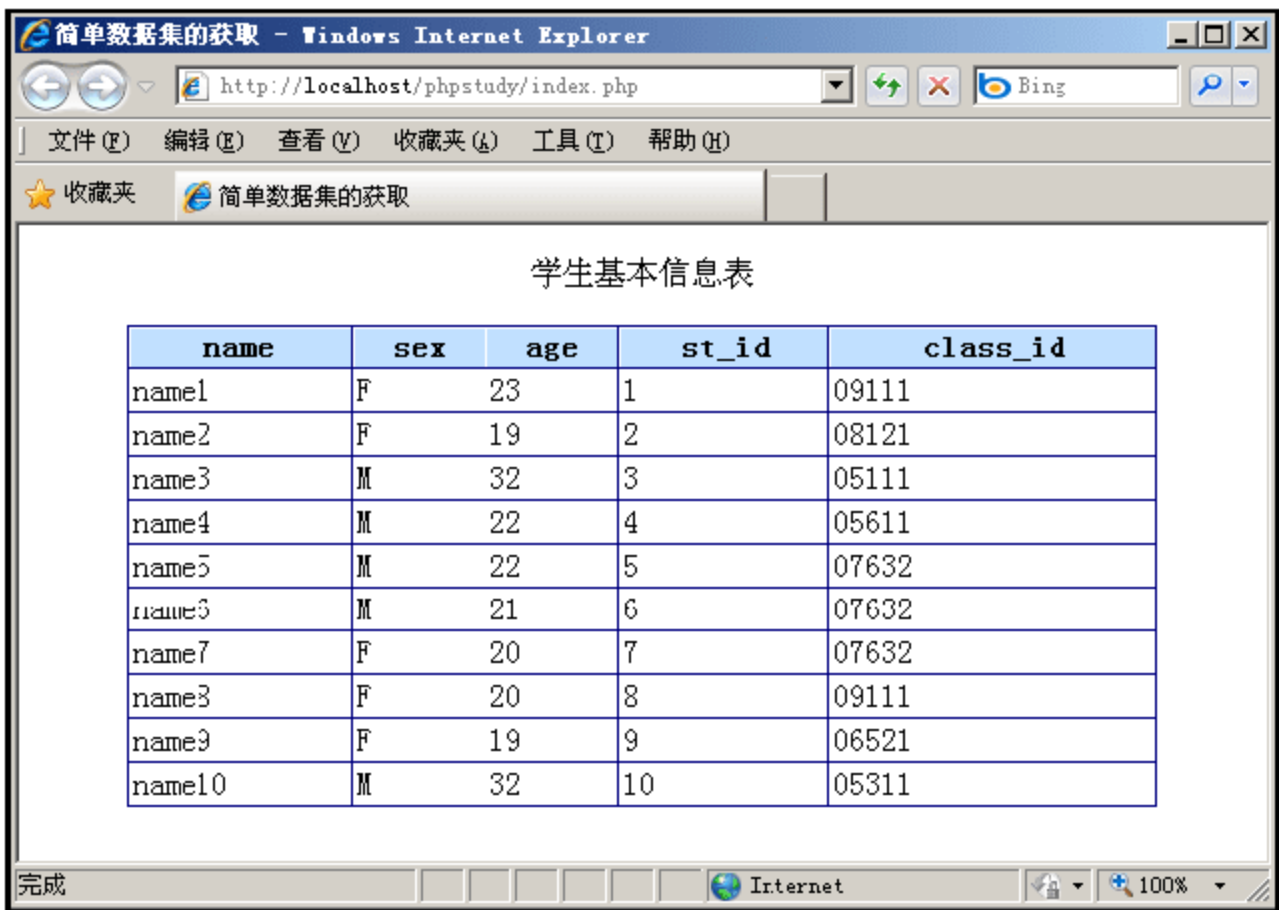 简单数据集的获取 - Windows Internet Explorer
http://localhost/phpstudy/index.php Bing
文件(F) 编辑(E) 查看(V) 收藏夹(A) 工具(T) 帮助(H)
收藏夹 简单数据集的获取
学生基本信息表
name sex age st_id class_id
name1 F 23 1 09111
name2 F 19 2 08121
name3 M 32 3 05111
name4 M 22 4 05611
name5 M 22 5 07632
name6 M 21 6 07632
name7 F 20 7 07632
name8 F 20 8 09111
name9 F 19 9 06521
name10 M 32 10 05311
完成 Internet 100%